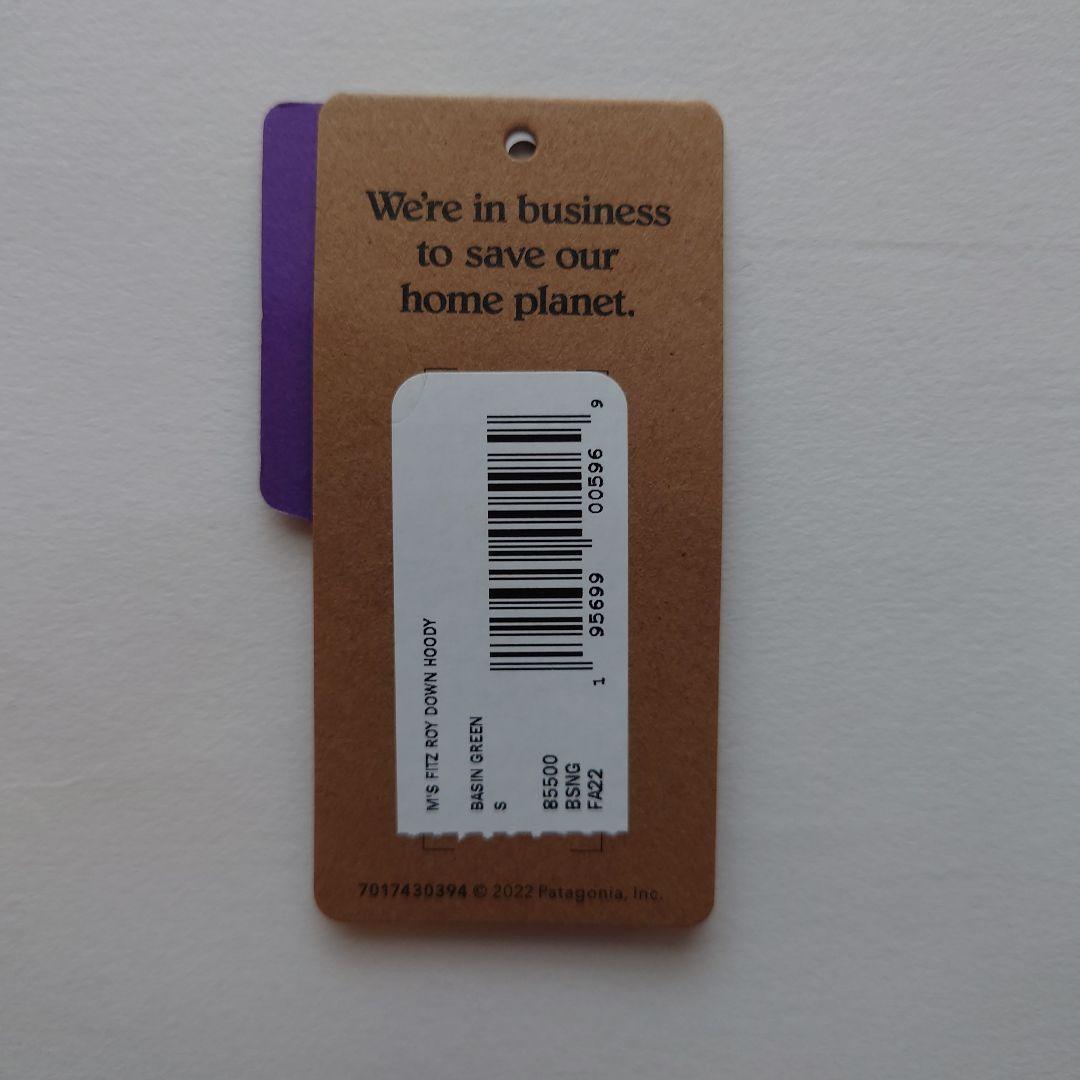 We're in business
to save our
home planet.
M'S FITZ ROY DOWN HOODY
BASIN GREEN
S
85500
BSNG
FA22
1 95699 00596 9
7017430394 © 2022 Patagonia, Inc.